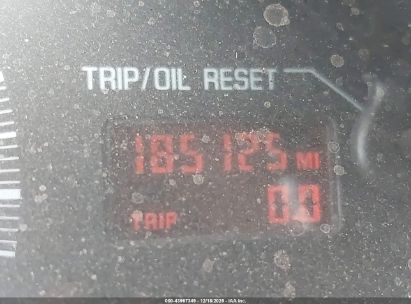 TRIP/OIL RESET
185125 MI
TRIP 0.0